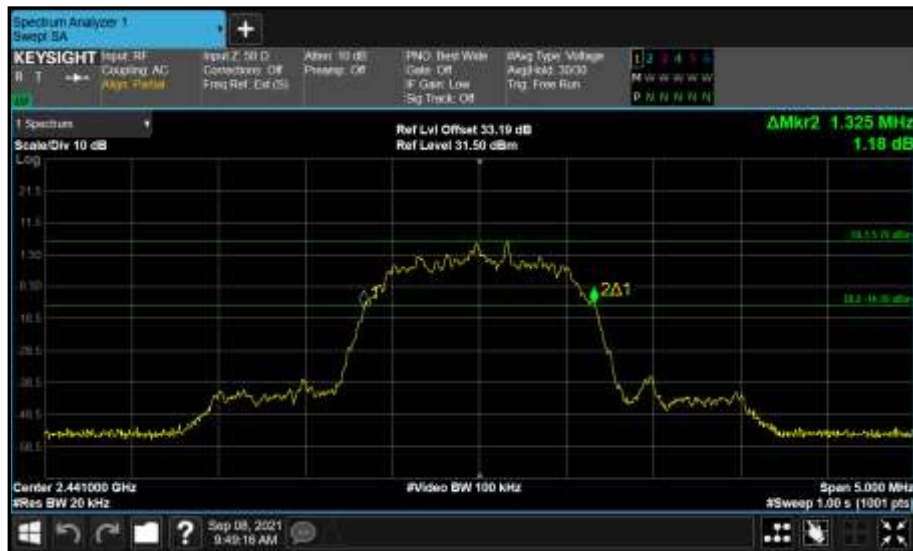 Spectrum Analyzer 1
Swept SA
+
KEYSIGHT
R T
Input: RF
Coupling: AC
Align: Partial
Input Z: 50 Ω
Corrections: Off
Freq Ref: Ext (S)
Atten: 10 dB
Preamp: Off
PNO: Best Wide
Gate: Off
IF Gain: Low
Sig Track: Off
#Avg Type: Voltage
Avg|Hold: 30/30
Trig: Free Run
1 2 3 4 5 6
M W W W W W
P N N N N N
1 Spectrum
Scale/Div 10 dB
Ref Lvl Offset 33.19 dB
Ref Level 31.50 dBm
ΔMkr2 1.325 MHz
1.18 dB
Log
21.5
11.5
1.50
-8.50
-18.5
-28.5
-38.5
-48.5
-58.5
2Δ1
Center 2.441000 GHz
#Res BW 20 kHz
#Video BW 100 kHz
Span 5.000 MHz
#Sweep 1.00 s (1001 pts)
?
Sep 08, 2021
9:49:16 AM